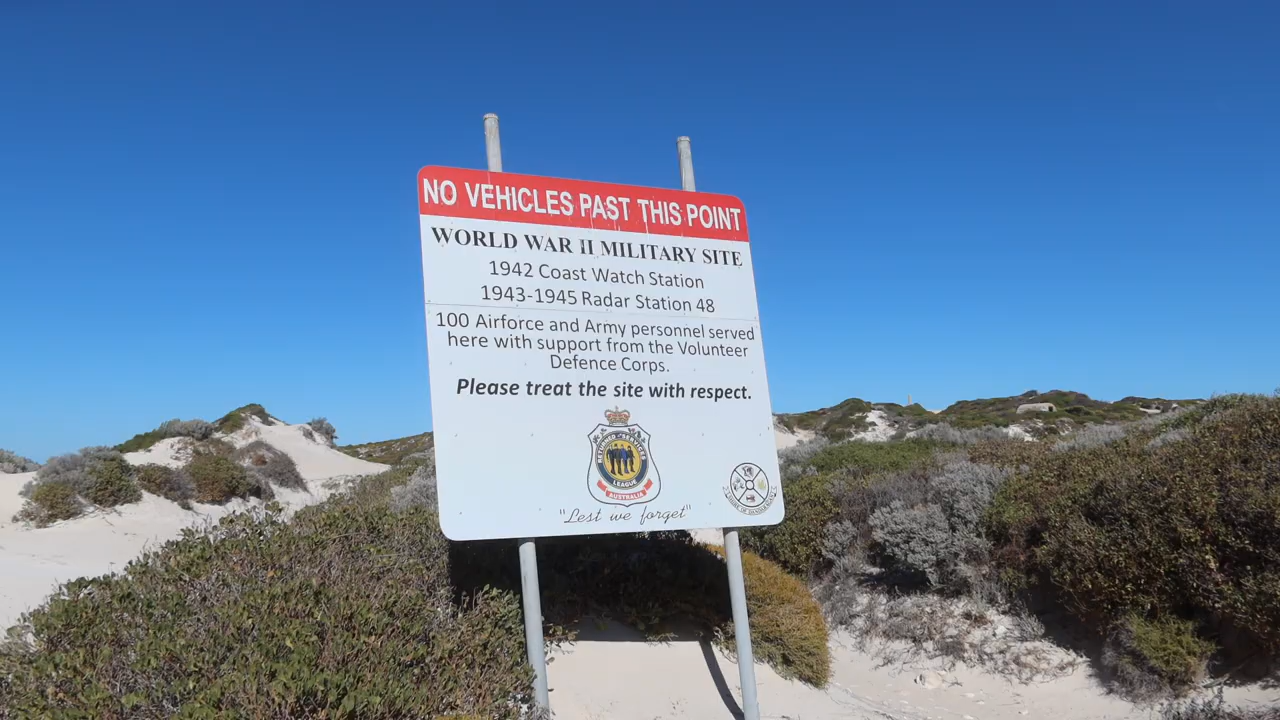 NO VEHICLES PAST THIS POINT
WORLD WAR II MILITARY SITE
1942 Coast Watch Station
1943-1945 Radar Station 48
100 Airforce and Army personnel served
here with support from the Volunteer
Defence Corps.
Please treat the site with respect.
LEAGUE
AUSTRALIA
"Lest we forget"